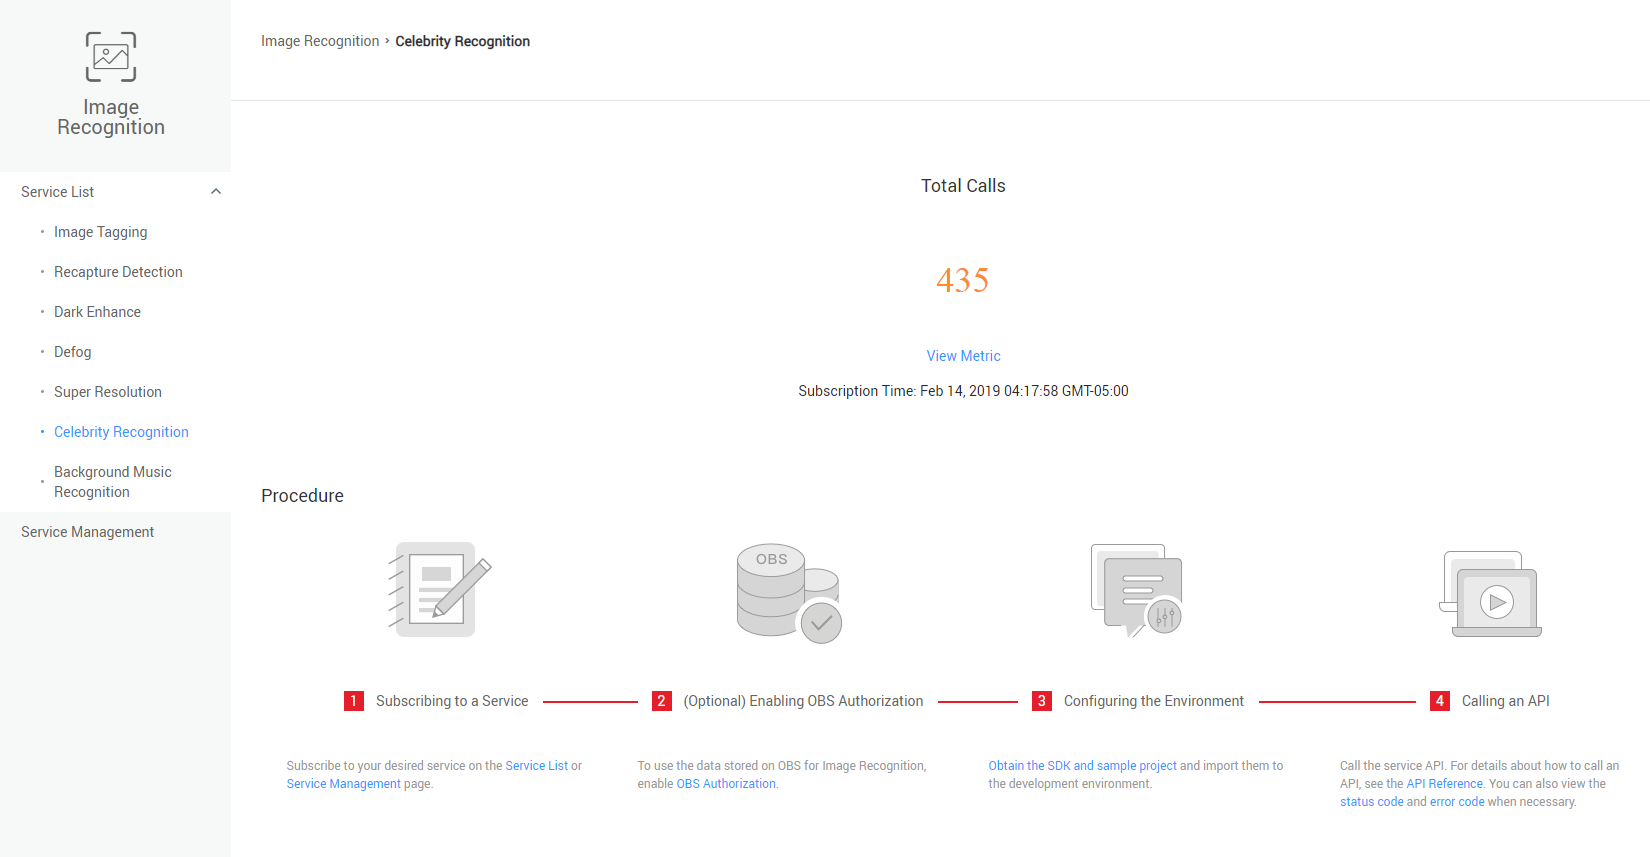 Image
Recognition
Service List
Image Tagging
Recapture Detection
Dark Enhance
Defog
Super Resolution
Celebrity Recognition
Background Music
Recognition
Service Management
Image Recognition › Celebrity Recognition
Total Calls
435
View Metric
Subscription Time: Feb 14, 2019 04:17:58 GMT-05:00
Procedure
OBS
1 Subscribing to a Service
2 (Optional) Enabling OBS Authorization
3 Configuring the Environment
4 Calling an API
Subscribe to your desired service on the Service List or
Service Management page.
To use the data stored on OBS for Image Recognition,
enable OBS Authorization.
Obtain the SDK and sample project and import them to
the development environment.
Call the service API. For details about how to call an
API, see the API Reference. You can also view the
status code and error code when necessary.